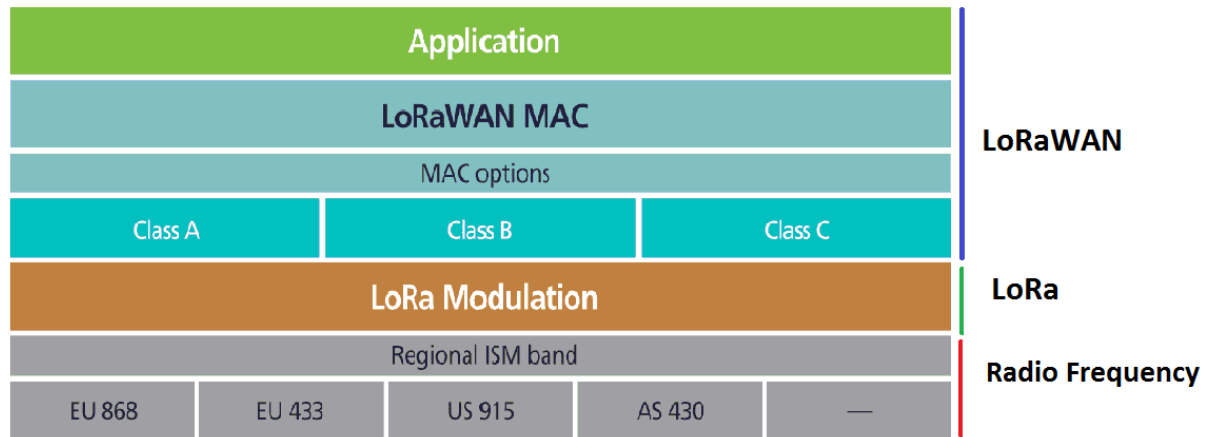 Application
LoRaWAN MAC
MAC options
Class A Class B Class C
LoRa Modulation
Regional ISM band
EU 868 EU 433 US 915 AS 430 —
LoRaWAN
LoRa
Radio Frequency